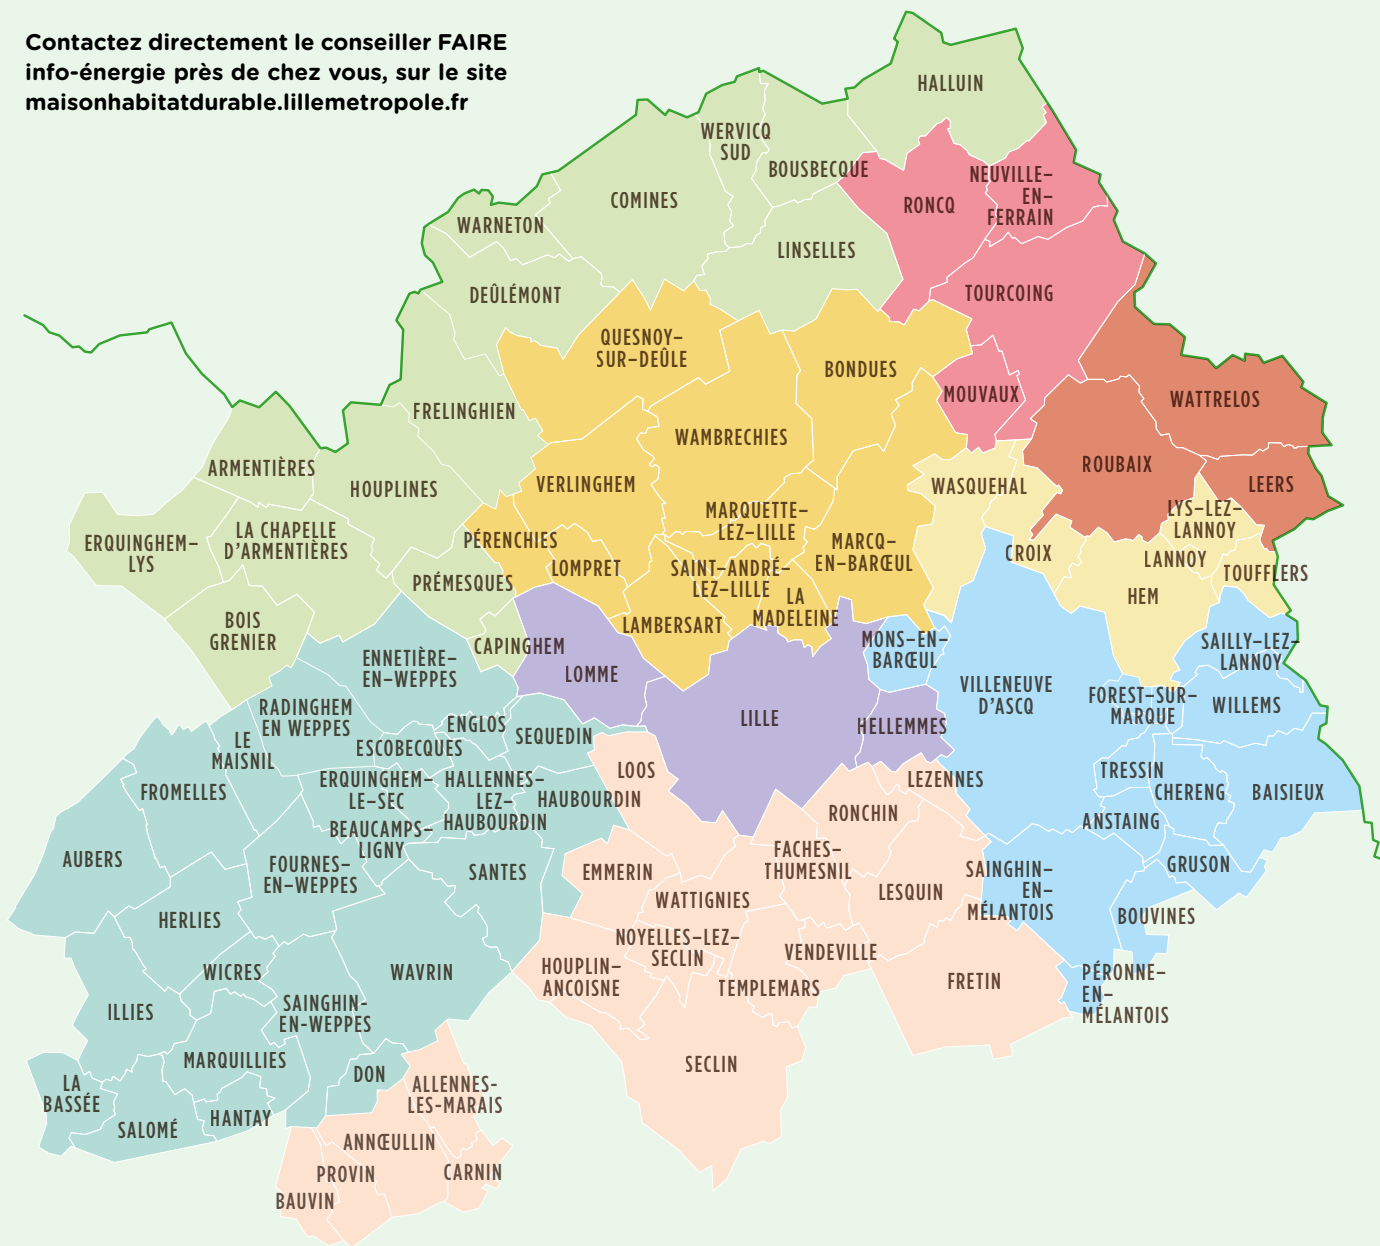 Contactez directement le conseiller FAIRE
info-énergie près de chez vous, sur le site
maisonhabitatdurable.lillemetropole.fr
HALLUIN
WERVICQ
SUD
BOUSBECQUE
NEUVILLE-
EN-
FERRAIN
COMINES
RONCQ
WARNETON
LINSELLES
DEÛLÉMONT
TOURCOING
QUESNOY-
SUR-DEÛLE
BONDUES
MOUVAUX
WATTRELOS
FRELINGHIEN
WAMBRECHIES
ARMENTIÈRES
ROUBAIX
HOUPLINES
VERLINGHEM
WASQUEHAL
LEERS
MARQUETTE-
LEZ-LILLE
LYS-LEZ-
LANNOY
LA CHAPELLE
D'ARMENTIÈRES
ERQUINGHEM-
LYS
PÉRENCHIES
MARCQ-
EN-BARŒUL
CROIX
LANNOY
LOMPRET
SAINT-ANDRÉ-
LEZ-LILLE
TOUFFLERS
PRÉMESQUES
LA
MADELEINE
HEM
BOIS
GRENIER
LAMBERSART
CAPINGHEM
MONS-EN-
BARŒUL
SAILLY-LEZ-
LANNOY
ENNETIÈRE-
EN-WEPPES
LOMME
VILLENEUVE
D'ASCQ
FOREST-SUR-
MARQUE
WILLEMS
RADINGHEM
EN WEPPES
LILLE
HELLEMMES
ENGLOS
SEQUEDIN
LE
MAISNIL
ESCOBECQUES
LOOS
TRESSIN
LEZENNES
ERQUINGHEM-
LE-SEC
HALLENNES-
LEZ-
HAUBOURDIN
HAUBOURDIN
FROMELLES
CHERENG
BAISIEUX
RONCHIN
ANSTAING
BEAUCAMPS-
LIGNY
AUBERS
FOURNES-
EN-WEPPES
SANTES
EMMERIN
FACHES-
THUMESNIL
GRUSON
SAINGHIN-
EN-
MÉLANTOIS
LESQUIN
WATTIGNIES
HERLIES
BOUVINES
NOYELLES-LEZ-
SECLIN
VENDEVILLE
WICRES
WAVRIN
HOUPLIN-
ANCOISNE
TEMPLEMARS
FRETIN
PÉRONNE-
EN-
MÉLANTOIS
ILLIES
SAINGHIN-
EN-WEPPES
MARQUILLIES
SECLIN
DON
LA
BASSÉE
ALLENNES-
LES-MARAIS
HANTAY
SALOMÉ
ANNŒULLIN
PROVIN
CARNIN
BAUVIN